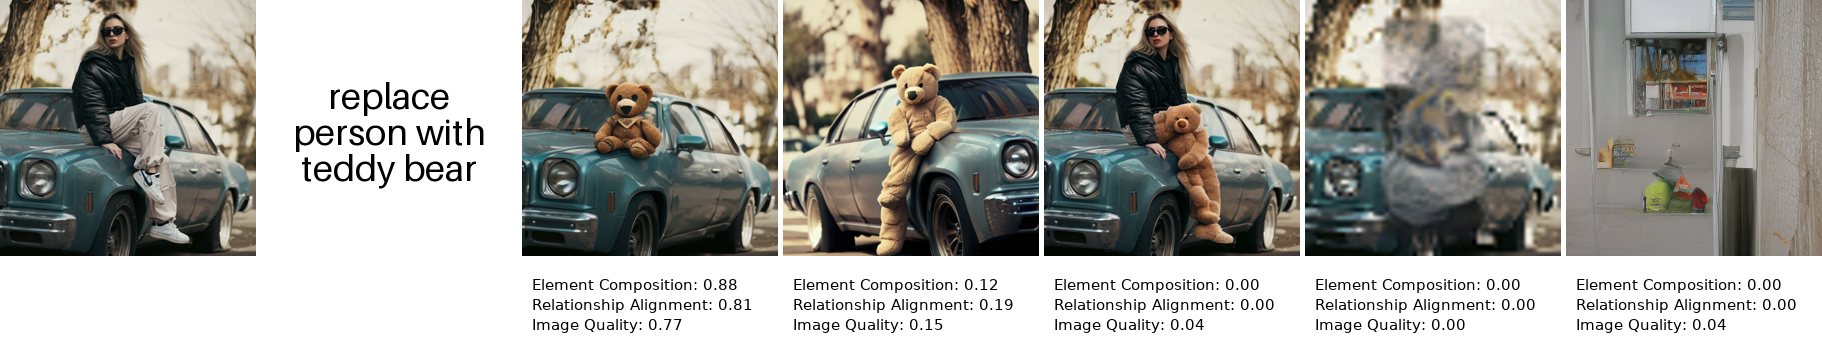 replace
person with
teddy bear
Element Composition: 0.88
Relationship Alignment: 0.81
Image Quality: 0.77
Element Composition: 0.12
Relationship Alignment: 0.19
Image Quality: 0.15
Element Composition: 0.00
Relationship Alignment: 0.00
Image Quality: 0.04
Element Composition: 0.00
Relationship Alignment: 0.00
Image Quality: 0.00
Element Composition: 0.00
Relationship Alignment: 0.00
Image Quality: 0.04